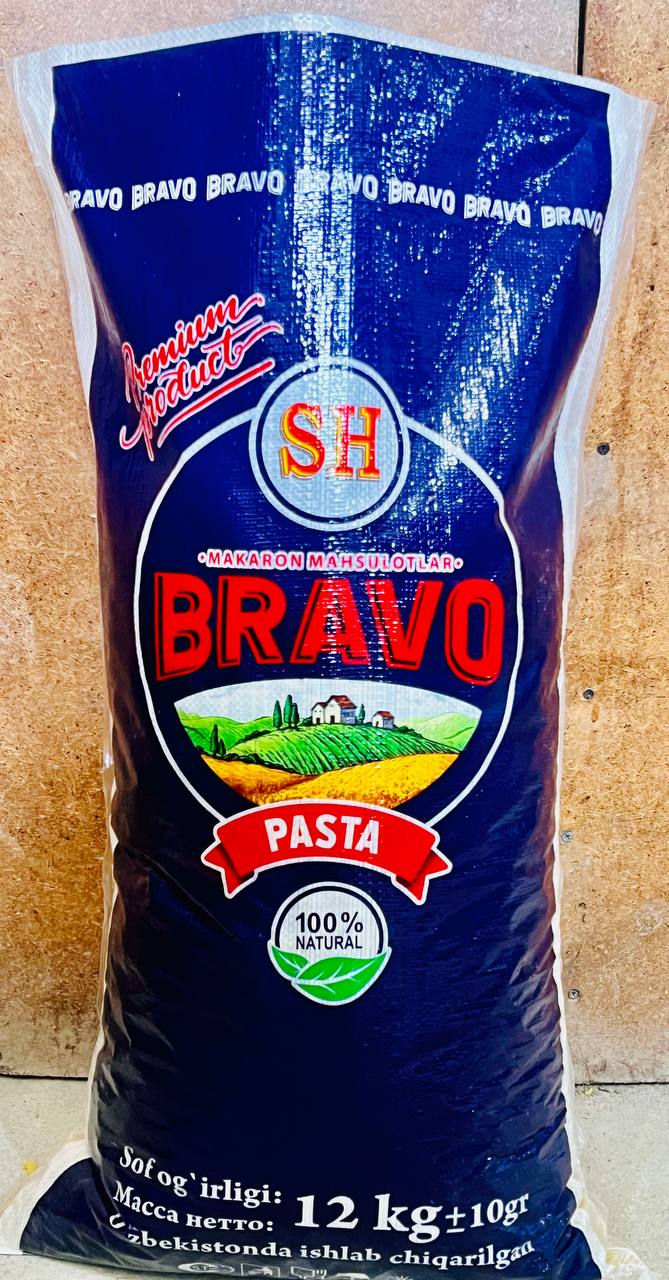 BRAVO BRAVO BRAVO BRAVO BRAVO BRAVO BRAVO
Premium
product
SH
•MAKARON MAHSULOTLAR•
BRAVO
PASTA
100%
NATURAL
Sof og`irligi:
Масса нетто: 12 kg±10gr
O`zbekistonda ishlab chiqarilgan